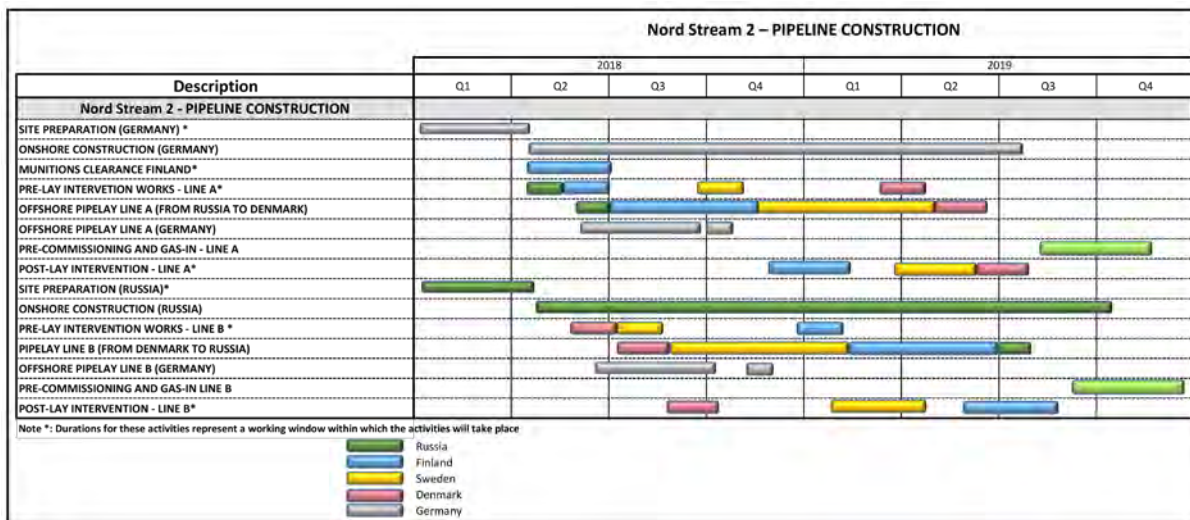 Nord Stream 2 – PIPELINE CONSTRUCTION
2018 2019
Description Q1 Q2 Q3 Q4 Q1 Q2 Q3 Q4
Nord Stream 2 - PIPELINE CONSTRUCTION
SITE PREPARATION (GERMANY) *
ONSHORE CONSTRUCTION (GERMANY)
MUNITIONS CLEARANCE FINLAND*
PRE-LAY INTERVETION WORKS - LINE A*
OFFSHORE PIPELAY LINE A (FROM RUSSIA TO DENMARK)
OFFSHORE PIPELAY LINE A (GERMANY)
PRE-COMMISSIONING AND GAS-IN - LINE A
POST-LAY INTERVENTION - LINE A*
SITE PREPARATION (RUSSIA)*
ONSHORE CONSTRUCTION (RUSSIA)
PRE-LAY INTERVENTION WORKS - LINE B *
PIPELAY LINE B (FROM DENMARK TO RUSSIA)
OFFSHORE PIPELAY LINE B (GERMANY)
PRE-COMMISSIONING AND GAS-IN LINE B
POST-LAY INTERVENTION - LINE B*
Note *: Durations for these activities represent a working window within which the activities will take place
Russia
Finland
Sweden
Denmark
Germany